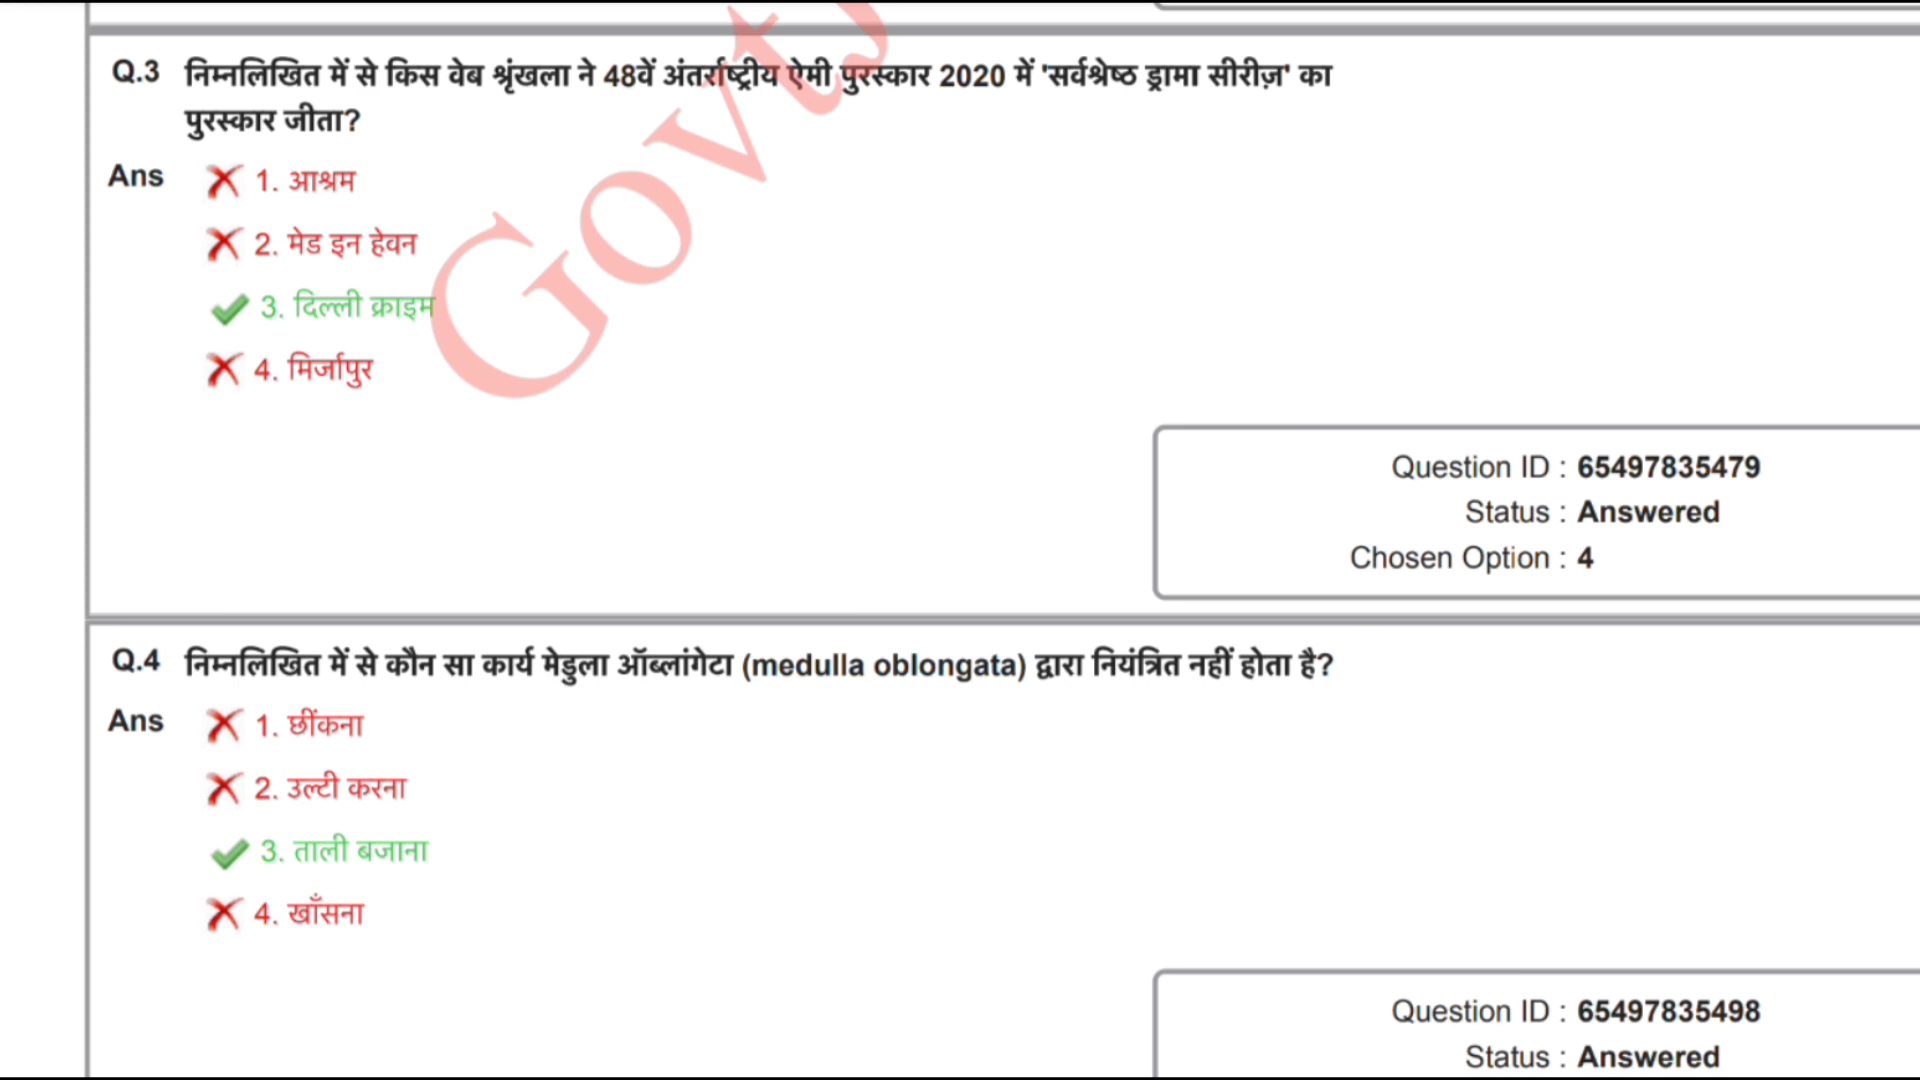 Q.3 निम्नलिखित में से किस वेब श्रृंखला ने 48वें अंतर्राष्ट्रीय ऐमी पुरस्कार 2020 में 'सर्वश्रेष्ठ ड्रामा सीरीज़' का
पुरस्कार जीता?
Ans 1. आश्रम
2. मेड इन हेवन
3. दिल्ली क्राइम
4. मिर्जापुर
GovtJ
Question ID : 65497835479
Status : Answered
Chosen Option : 4
Q.4 निम्नलिखित में से कौन सा कार्य मेडुला ऑब्लांगेटा (medulla oblongata) द्वारा नियंत्रित नहीं होता है?
Ans 1. छींकना
2. उल्टी करना
3. ताली बजाना
4. खाँसना
Question ID : 65497835498
Status : Answered